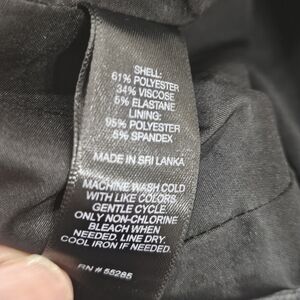 SHELL:
61% POLYESTER
34% VISCOSE
5% ELASTANE
LINING:
95% POLYESTER
5% SPANDEX
MADE IN SRI LANKA
MACHINE WASH COLD
WITH LIKE COLORS
GENTLE CYCLE.
ONLY NON-CHLORINE
BLEACH WHEN
NEEDED. LINE DRY.
COOL IRON IF NEEDED.
RN # 55285